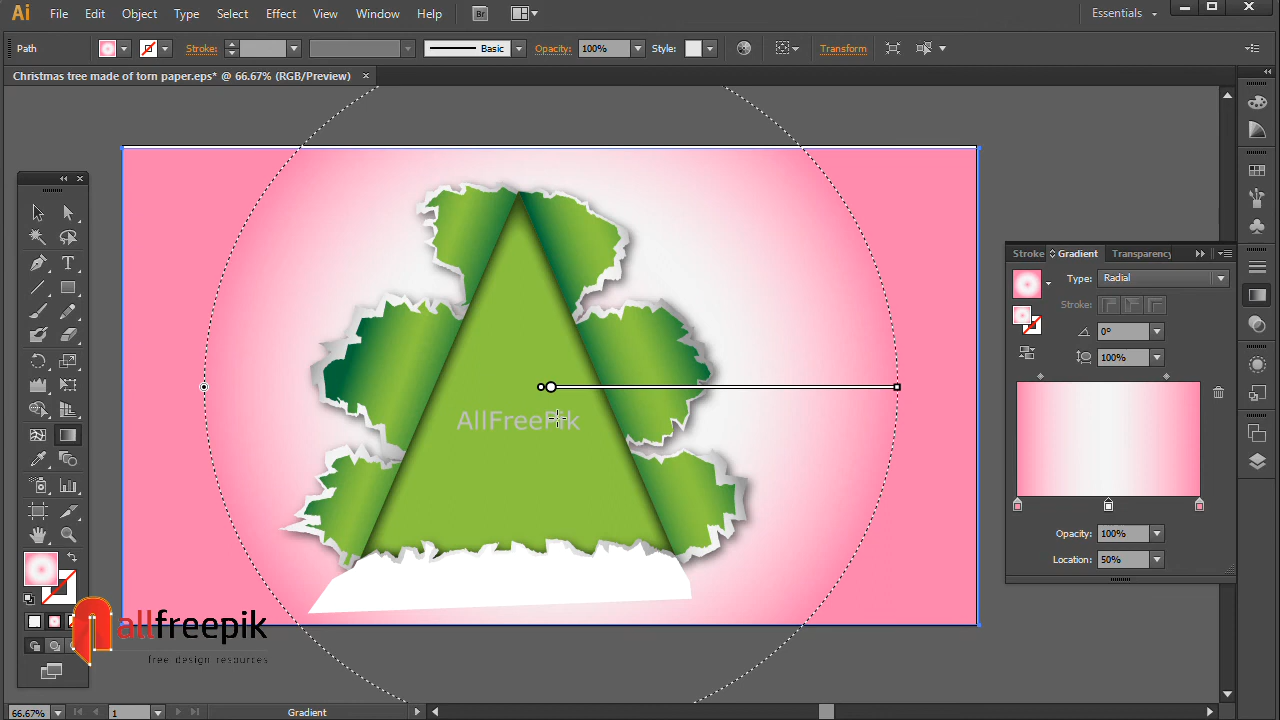 Ai File Edit Object Type Select Effect View Window Help Br Essentials
Path Stroke: Basic Opacity: 100% Style: Transform
Christmas tree made of torn paper.eps* @ 66.67% (RGB/Preview) ×
Stroke Gradient Transparency
Type: Radial
Stroke:
0°
100%
Opacity: 100%
Location: 50%
AllFreePik
allfreepik
free design resources
66.67% 1 Gradient